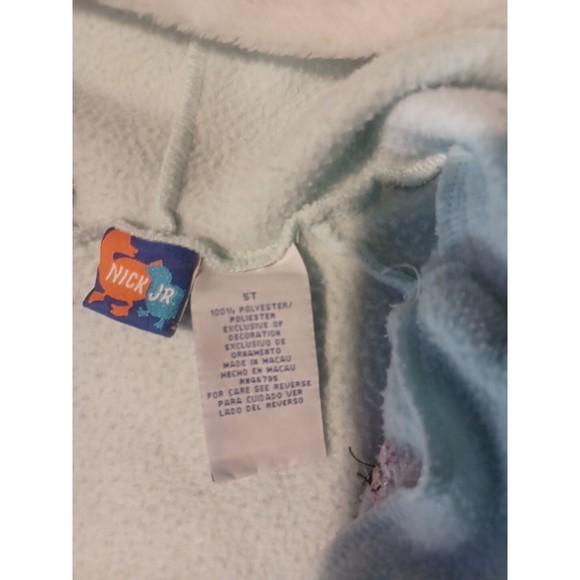 NICK JR.
5T
100% POLYESTER/
POLIESTER
EXCLUSIVE OF
DECORATION
EXCLUSIVO DE
ORNAMENTO
MADE IN MACAU
HECHO EN MACAU
FOR CARE SEE REVERSE
PARA CUIDADO VER
LADO DEL REVERSO